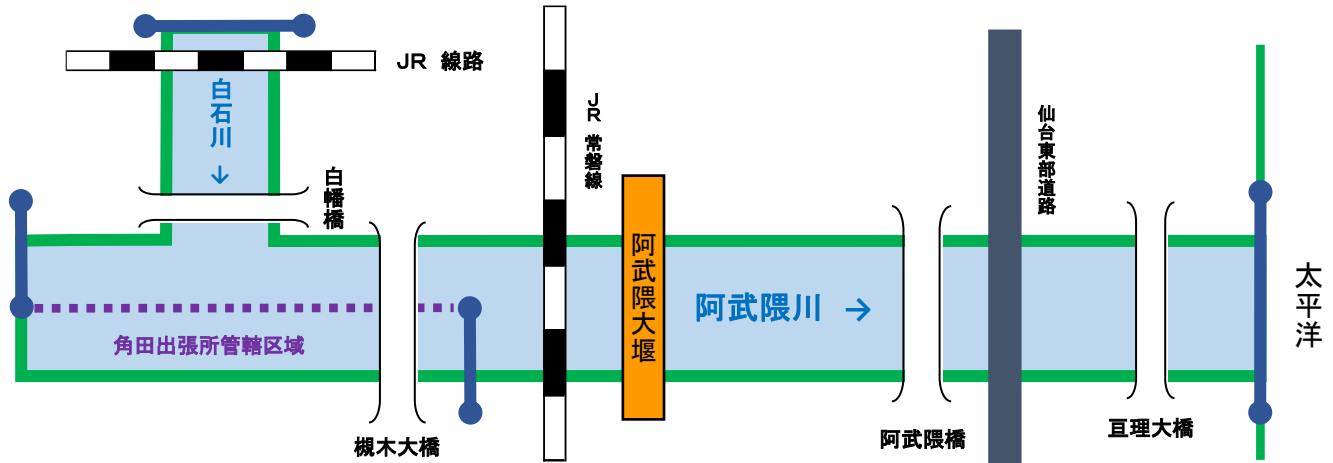 JR 線路
白石川
↓
白幡橋
JR 常磐線
仙台東部道路
阿武隈大堰
阿武隈川 →
太平洋
角田出張所管轄区域
槻木大橋
阿武隈橋
亘理大橋